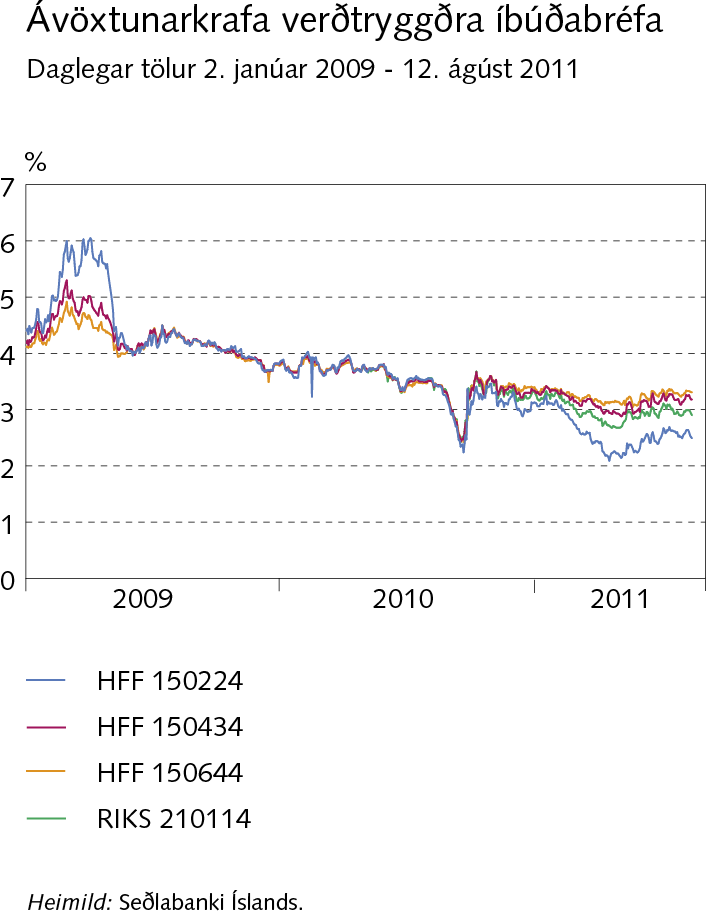 Ávöxtunarkrafa verðtryggðra íbúðabréfa
Daglegar tölur 2. janúar 2009 - 12. ágúst 2011
%
7
6
5
4
3
2
1
0
2009 2010 2011
HFF 150224
HFF 150434
HFF 150644
RIKS 210114
Heimild: Seðlabanki Íslands.